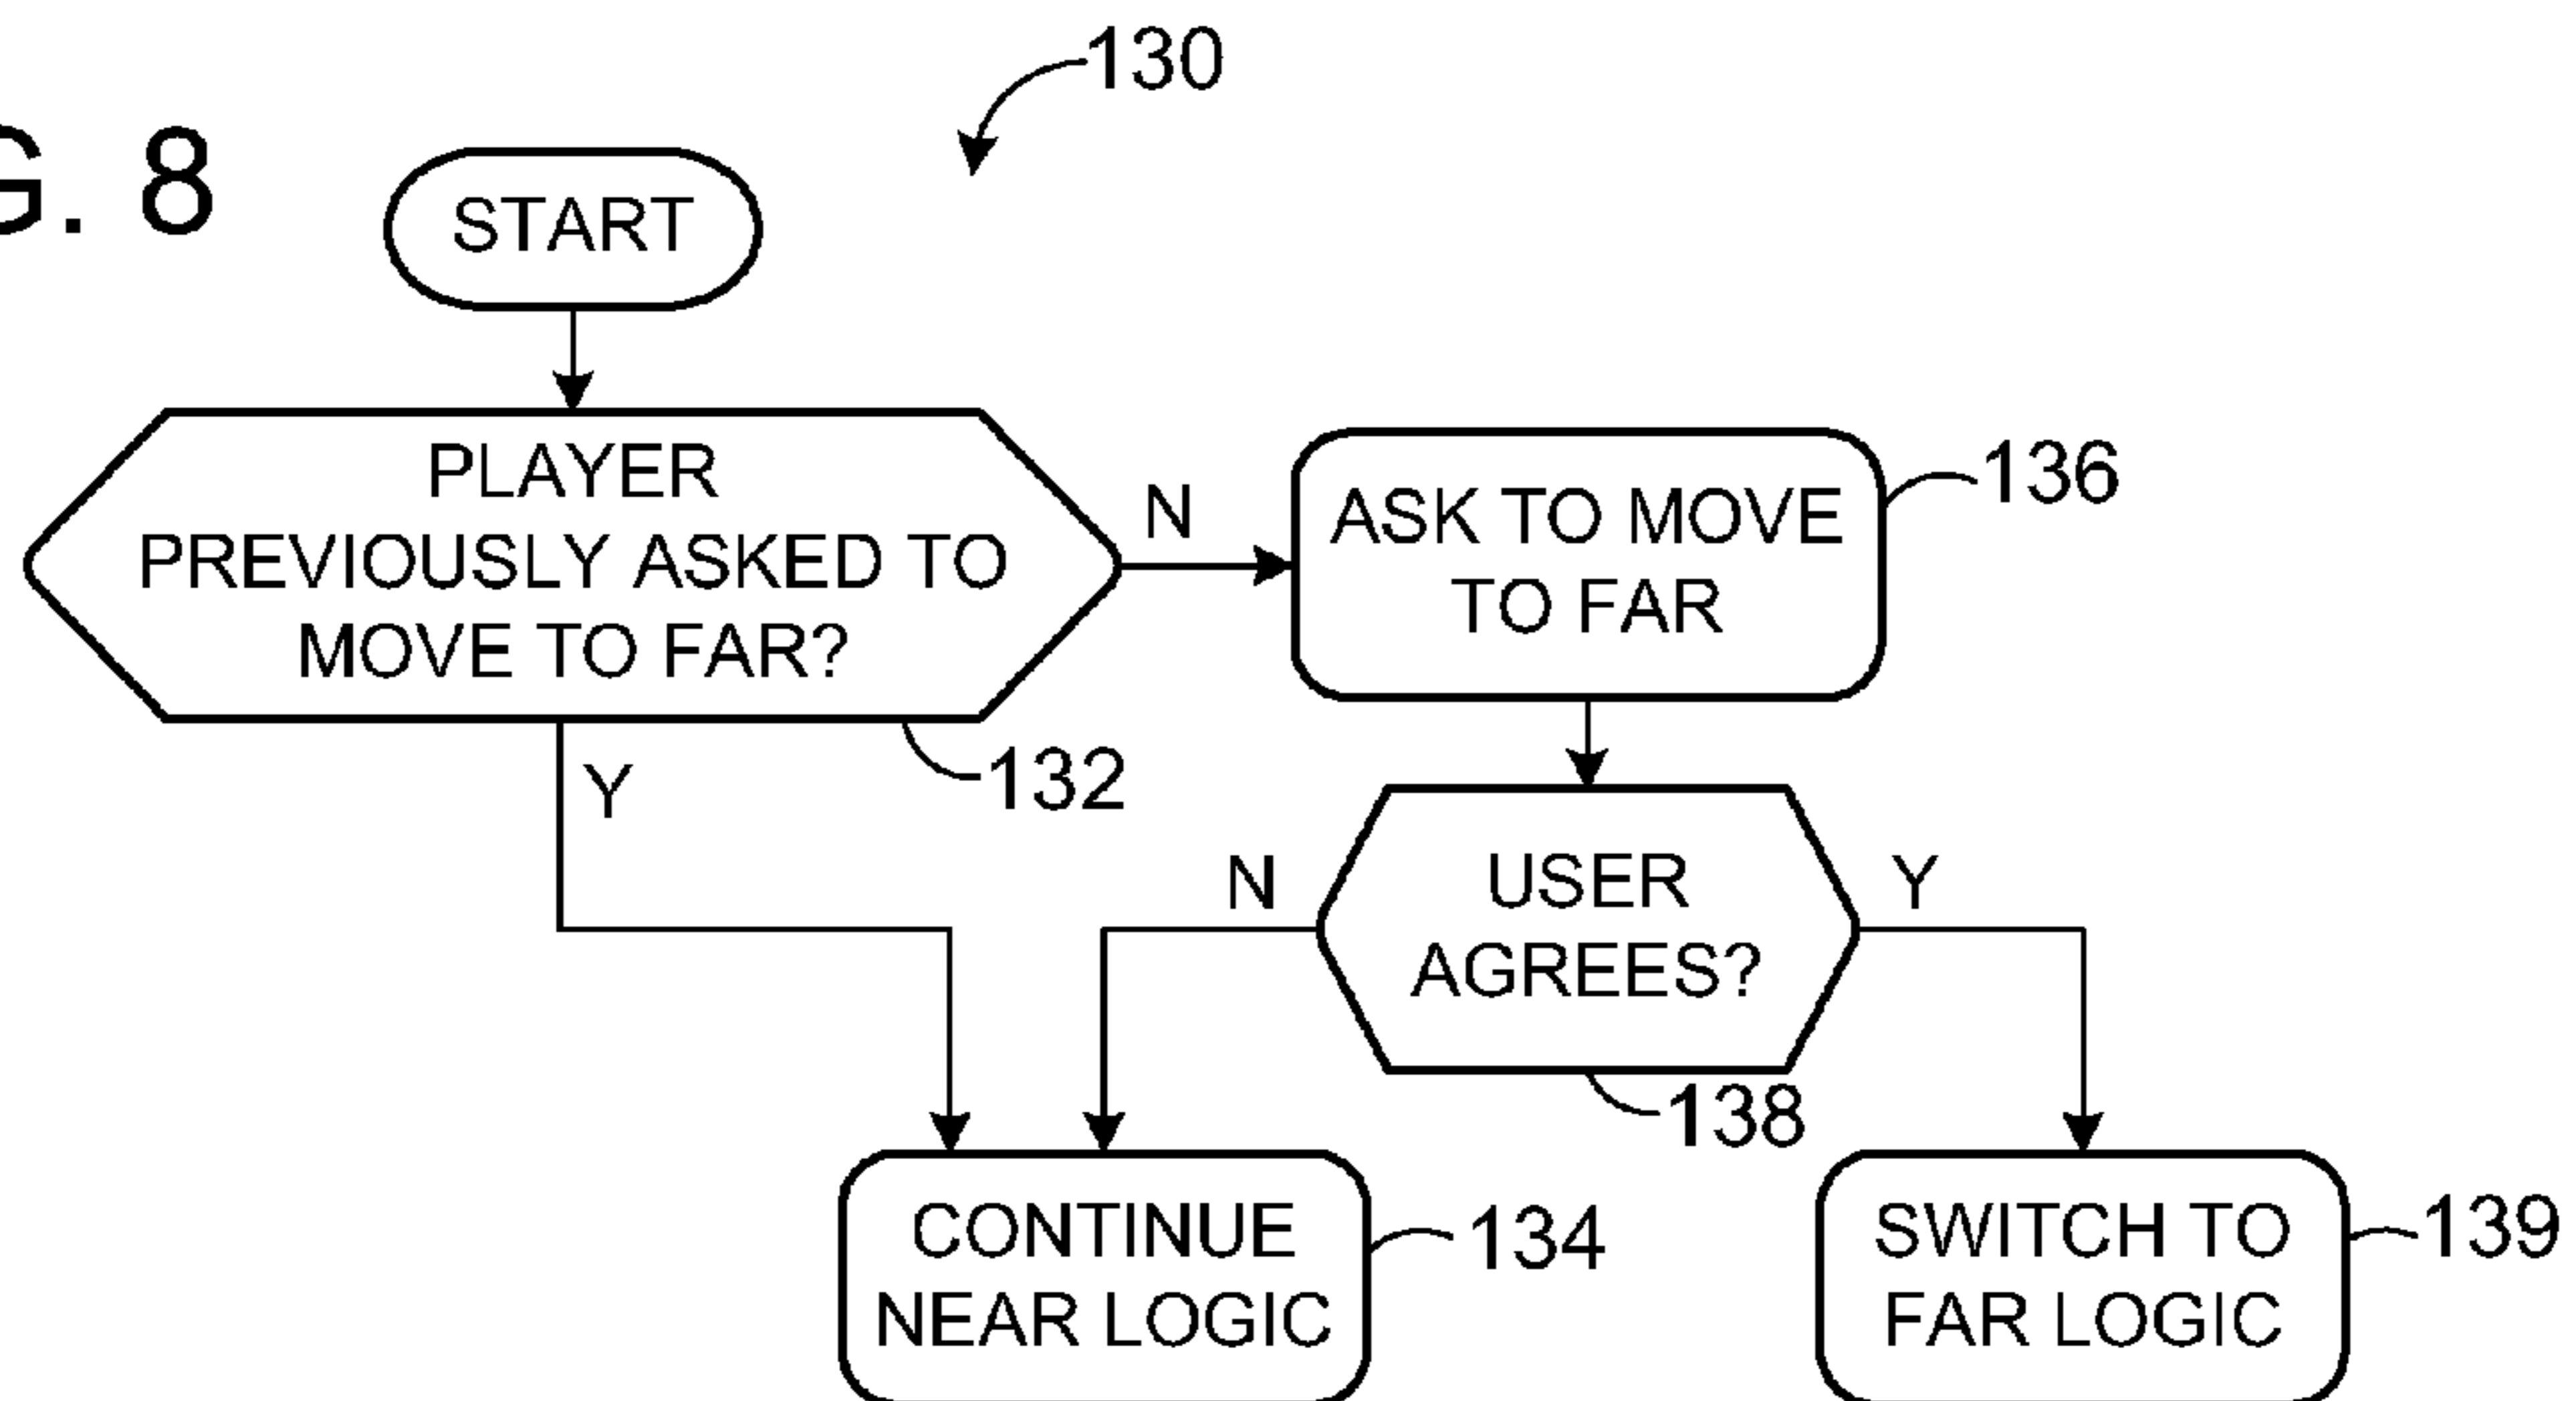 130
G. 8
START
PLAYER
PREVIOUSLY ASKED TO
MOVE TO FAR?
N
ASK TO MOVE
TO FAR
136
132
Y
USER
AGREES?
N
Y
138
CONTINUE
NEAR LOGIC
134
SWITCH TO
FAR LOGIC
139